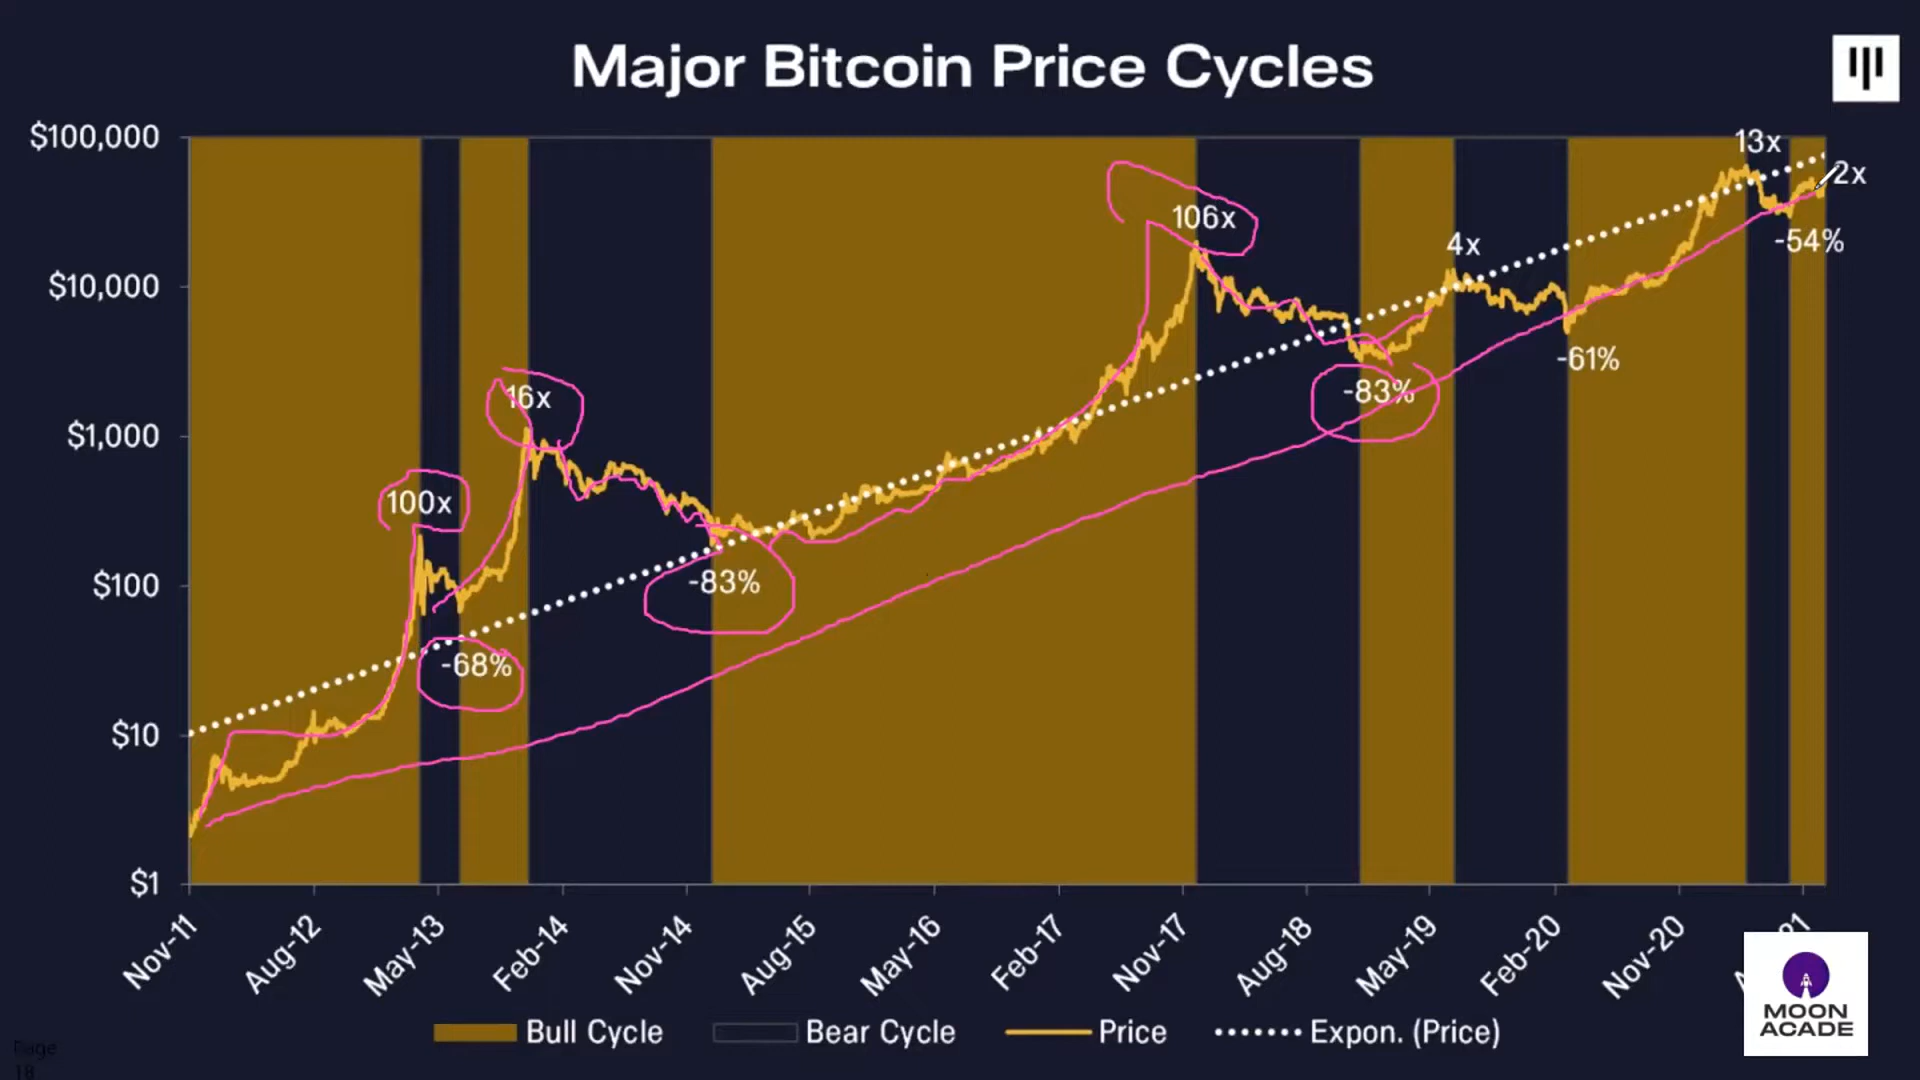 Major Bitcoin Price Cycles
$100,000
$10,000
$1,000
$100
$10
$1
100x
-68%
16x
-83%
106x
-83%
4x
-61%
13x
-54%
2x
Nov-11
Aug-12
May-13
Feb-14
Nov-14
Aug-15
May-16
Feb-17
Nov-17
Aug-18
May-19
Feb-20
Nov-20
21
Bull Cycle
Bear Cycle
Price
Expon. (Price)
MOON
ACADE
Page
18